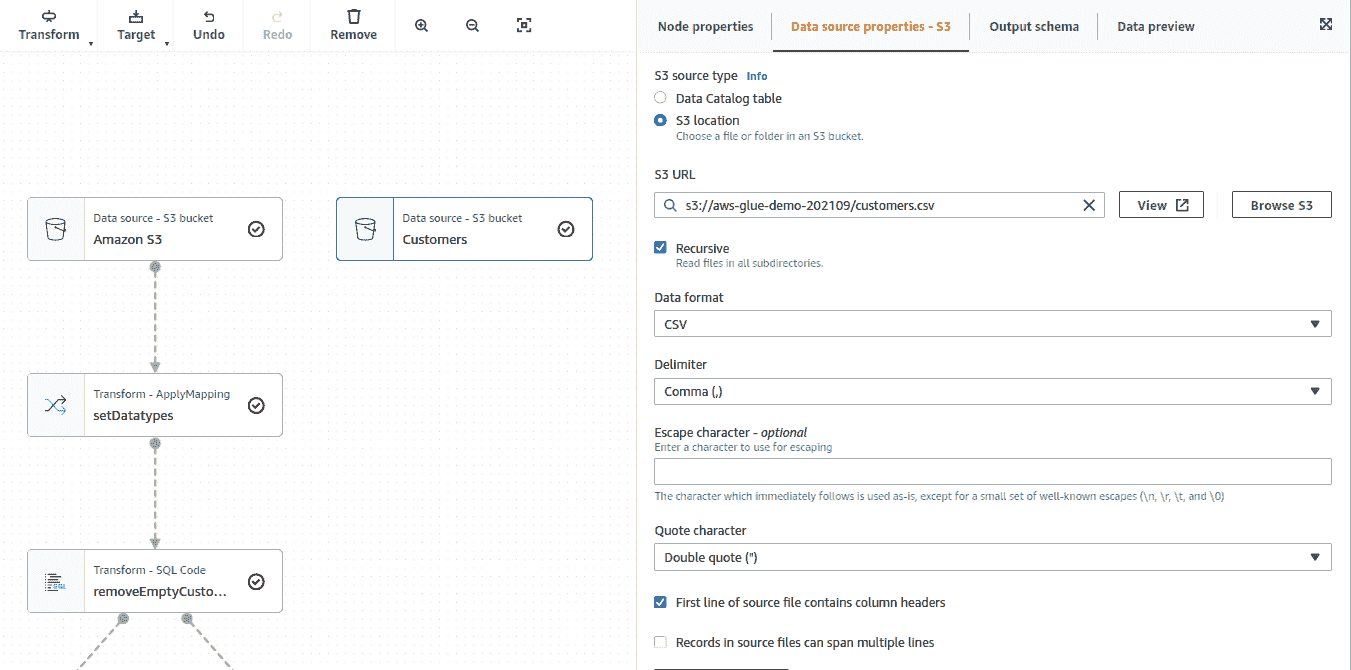 Transform Target Undo Redo Remove
Data source - S3 bucket
Amazon S3
Data source - S3 bucket
Customers
Transform - ApplyMapping
setDatatypes
Transform - SQL Code
removeEmptyCusto...
Node properties Data source properties - S3 Output schema Data preview
S3 source type Info
Data Catalog table
S3 location
Choose a file or folder in an S3 bucket.
S3 URL
s3://aws-glue-demo-202109/customers.csv View Browse S3
Recursive
Read files in all subdirectories.
Data format
CSV
Delimiter
Comma (,)
Escape character - optional
Enter a character to use for escaping
The character which immediately follows is used as-is, except for a small set of well-known escapes (\n, \r, \t, and \0)
Quote character
Double quote (")
First line of source file contains column headers
Records in source files can span multiple lines